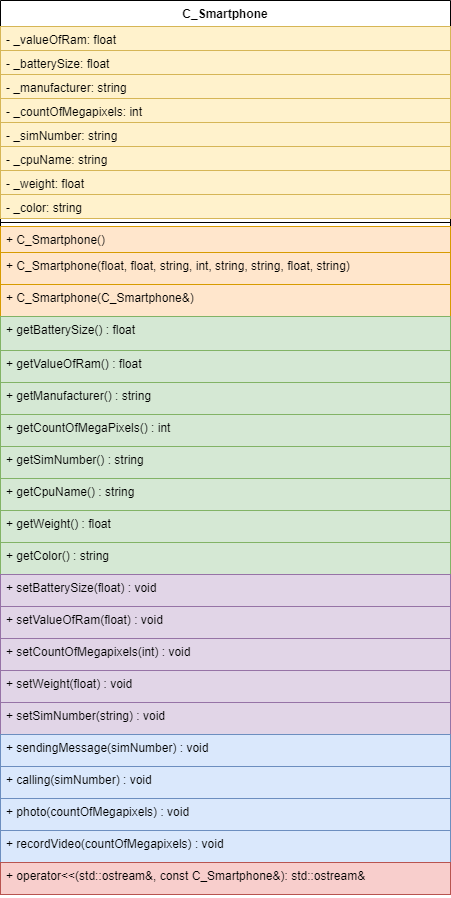 C_Smartphone
- _valueOfRam: float
- _batterySize: float
- _manufacturer: string
- _countOfMegapixels: int
- _simNumber: string
- _cpuName: string
- _weight: float
- _color: string
+ C_Smartphone()
+ C_Smartphone(float, float, string, int, string, string, float, string)
+ C_Smartphone(C_Smartphone&)
+ getBatterySize() : float
+ getValueOfRam() : float
+ getManufacturer() : string
+ getCountOfMegaPixels() : int
+ getSimNumber() : string
+ getCpuName() : string
+ getWeight() : float
+ getColor() : string
+ setBatterySize(float) : void
+ setValueOfRam(float) : void
+ setCountOfMegapixels(int) : void
+ setWeight(float) : void
+ setSimNumber(string) : void
+ sendingMessage(simNumber) : void
+ calling(simNumber) : void
+ photo(countOfMegapixels) : void
+ recordVideo(countOfMegapixels) : void
+ operator<<(std::ostream&, const C_Smartphone&): std::ostream&